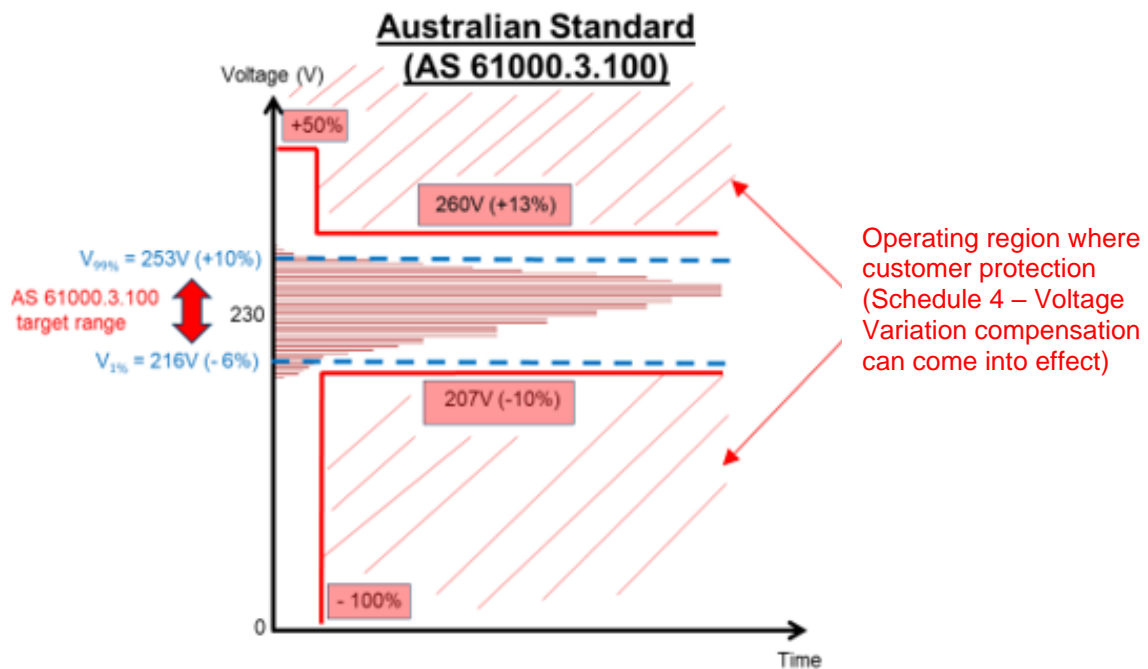 Australian Standard
(AS 61000.3.100)
Voltage (V)
+50%
260V (+13%)
V99% = 253V (+10%)
AS 61000.3.100
target range
230
V1% = 216V (- 6%)
207V (-10%)
- 100%
0
Time
Operating region where
customer protection
(Schedule 4 – Voltage
Variation compensation
can come into effect)